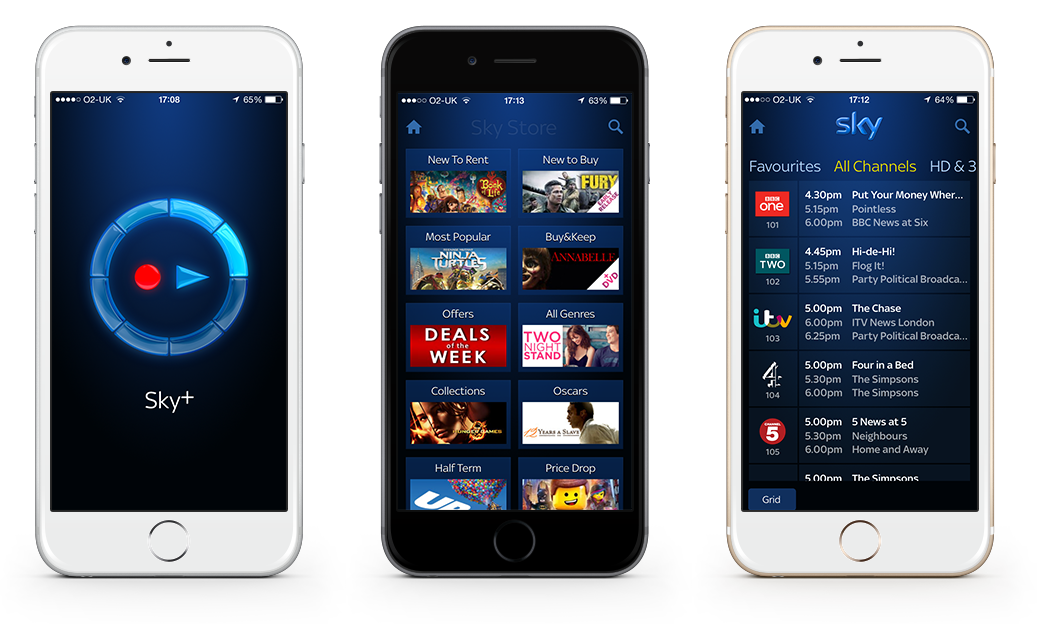 O2-UK 17:08 65%
Sky+
O2-UK 17:13 63%
Sky Store
New To Rent
New to Buy
Book of Life
FURY
EARLY RELEASE
Most Popular
Buy&Keep
NINJA
TURTLES
ANNABELLE
+ DVD
Offers
All Genres
DEALS
of the
WEEK
TWO
NIGHT
STAND
Collections
Oscars
HUNGER GAMES
12 YEARS A SLAVE
Half Term
Price Drop
UP
O2-UK 17:12 64%
sky
Favourites All Channels HD & 3
BBC
one
101
4.30pm Put Your Money Wher...
5.15pm Pointless
6.00pm BBC News at Six
BBC
TWO
102
4.45pm Hi-de-Hi!
5.15pm Flog It!
5.55pm Party Political Broadca...
itv
103
5.00pm The Chase
6.00pm ITV News London
6.25pm Party Political Broadca...
4
104
5.00pm Four in a Bed
5.30pm The Simpsons
6.00pm The Simpsons
CHANNEL
5
105
5.00pm 5 News at 5
5.30pm Neighbours
6.00pm Home and Away
5.00pm The Simpsons
Grid